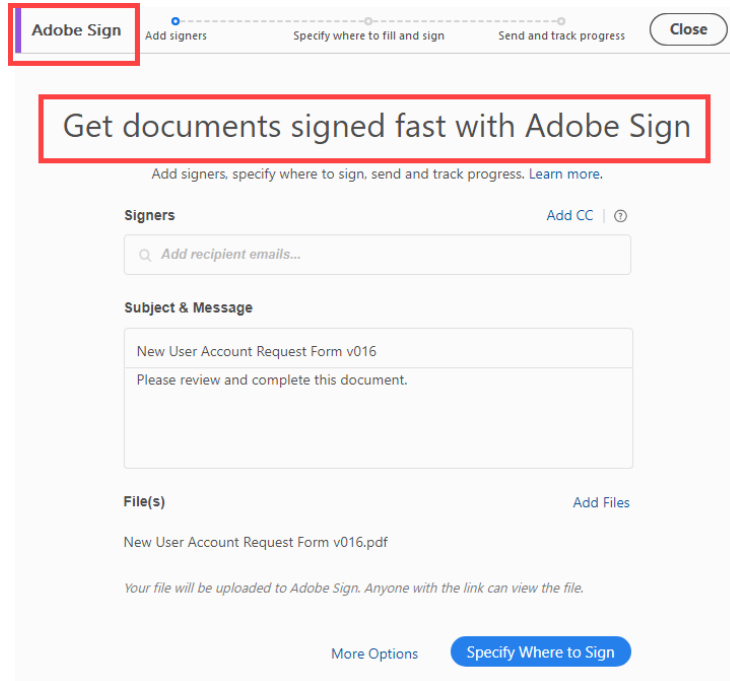 Adobe Sign
Add signers
Specify where to fill and sign
Send and track progress
Close
Get documents signed fast with Adobe Sign
Add signers, specify where to sign, send and track progress. Learn more.
Signers
Add CC | ?
Add recipient emails...
Subject & Message
New User Account Request Form v016
Please review and complete this document.
File(s)
Add Files
New User Account Request Form v016.pdf
Your file will be uploaded to Adobe Sign. Anyone with the link can view the file.
More Options
Specify Where to Sign